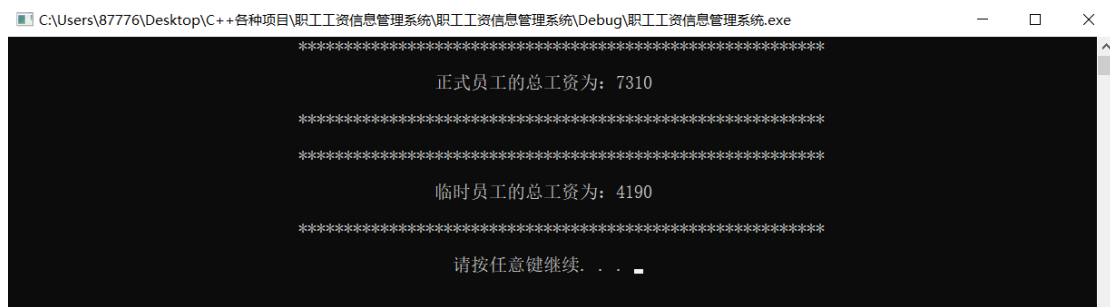 C:\Users\87776\Desktop\C++各种项目\职工工资信息管理系统\职工工资信息管理系统\Debug\职工工资信息管理系统.exe
**********************************************************
正式员工的总工资为：7310
**********************************************************
**********************************************************
临时员工的总工资为：4190
**********************************************************
请按任意键继续. . .